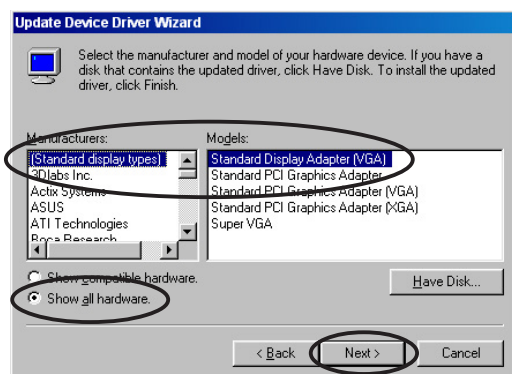 Update Device Driver Wizard
Select the manufacturer and model of your hardware device. If you have a
disk that contains the updated driver, click Have Disk. To install the updated
driver, click Finish.
Manufacturers:
(Standard display types)
3Dlabs Inc.
Actix Systems
ASUS
ATI Technologies
Boca Research
Models:
Standard Display Adapter (VGA)
Standard PCI Graphics Adapter
Standard PCI Graphics Adapter (VGA)
Standard PCI Graphics Adapter (XGA)
Super VGA
Show compatible hardware.
Show all hardware.
Have Disk...
< Back
Next >
Cancel